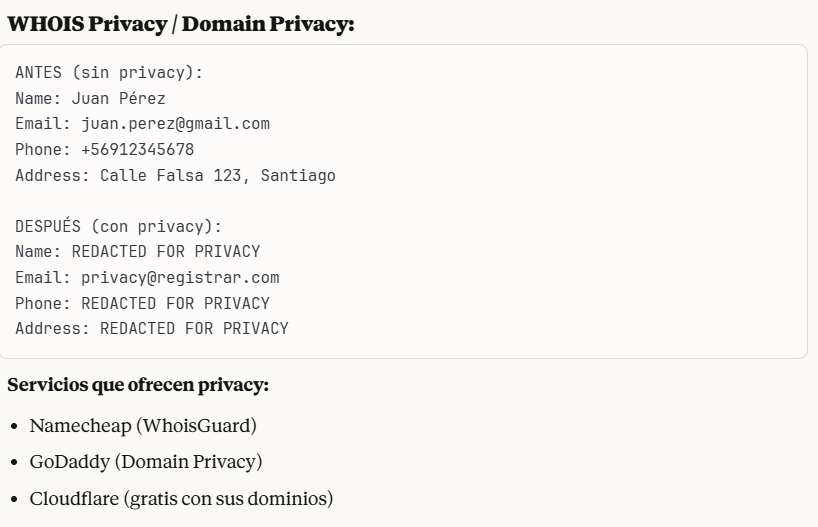 WHOIS Privacy / Domain Privacy:
ANTES (sin privacy):
Name: Juan Pérez
Email: juan.perez@gmail.com
Phone: +56912345678
Address: Calle Falsa 123, Santiago
DESPUÉS (con privacy):
Name: REDACTED FOR PRIVACY
Email: privacy@registrar.com
Phone: REDACTED FOR PRIVACY
Address: REDACTED FOR PRIVACY
Servicios que ofrecen privacy:
• Namecheap (WhoisGuard)
• GoDaddy (Domain Privacy)
• Cloudflare (gratis con sus dominios)